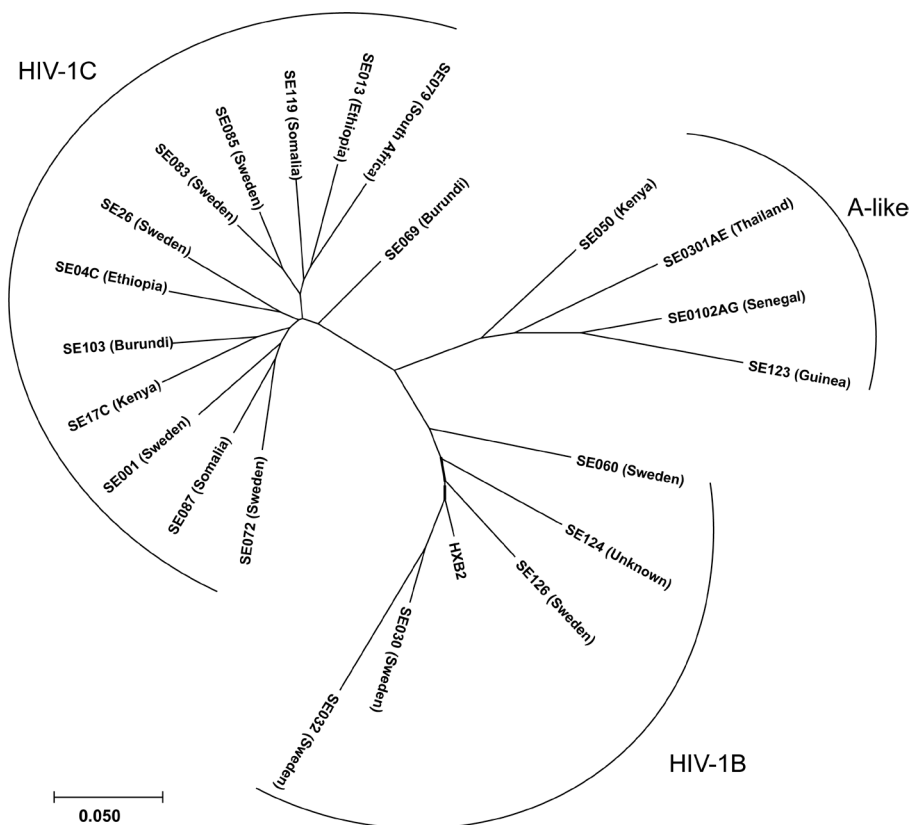 HIV-1C
SE079 (South Africa)
SE013 (Ethiopia)
SE119 (Somalia)
SE085 (Sweden)
SE083 (Sweden)
SE26 (Sweden)
SE04C (Ethiopia)
SE103 (Burundi)
SE17C (Kenya)
SE001 (Sweden)
SE087 (Somalia)
SE072 (Sweden)
SE069 (Burundi)
A-like
SE050 (Kenya)
SE0301AE (Thailand)
SE0102AG (Senegal)
SE123 (Guinea)
SE060 (Sweden)
SE124 (Unknown)
SE126 (Sweden)
HXB2
SE030 (Sweden)
SE032 (Sweden)
HIV-1B
0.050